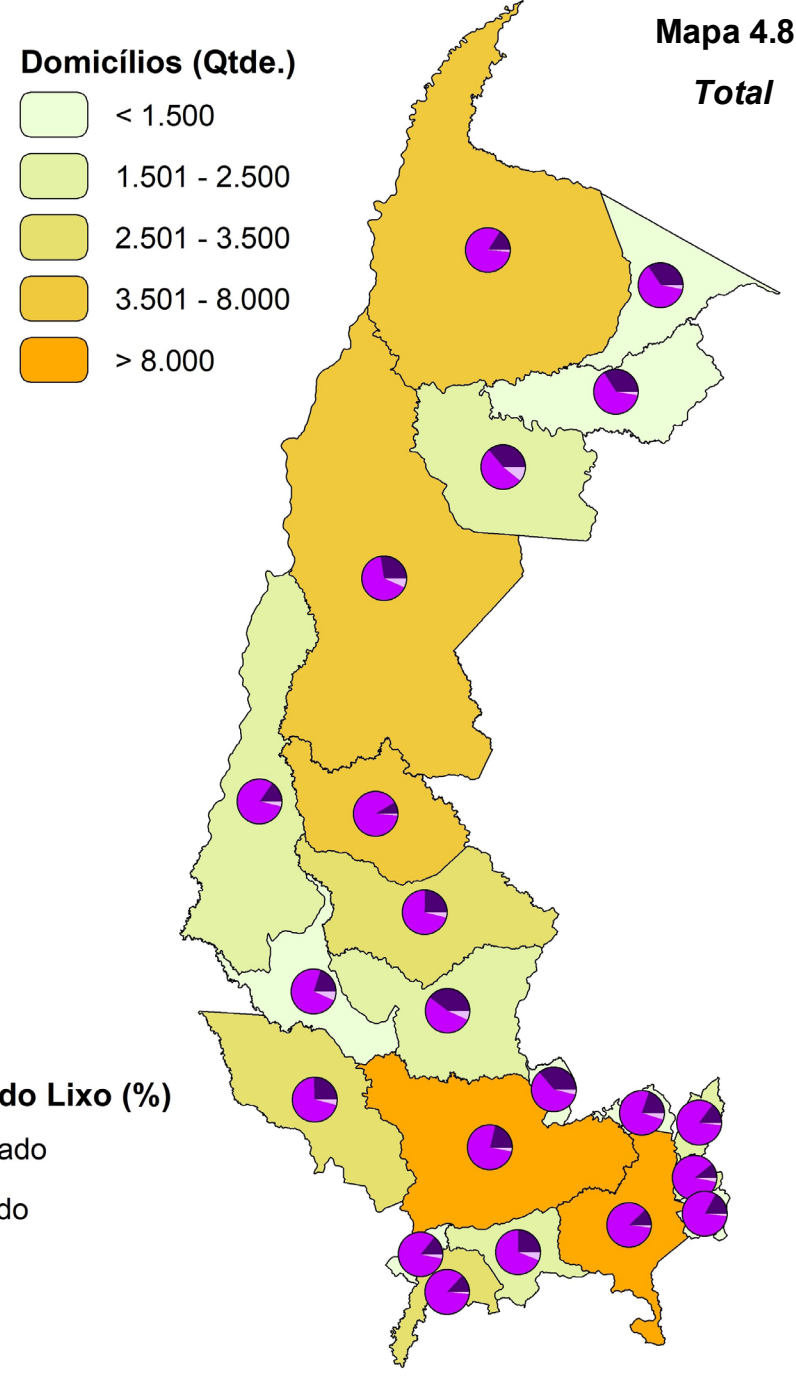 Mapa 4.8
Total
Domicílios (Qtde.)
< 1.500
1.501 - 2.500
2.501 - 3.500
3.501 - 8.000
> 8.000
do Lixo (%)
ado
do